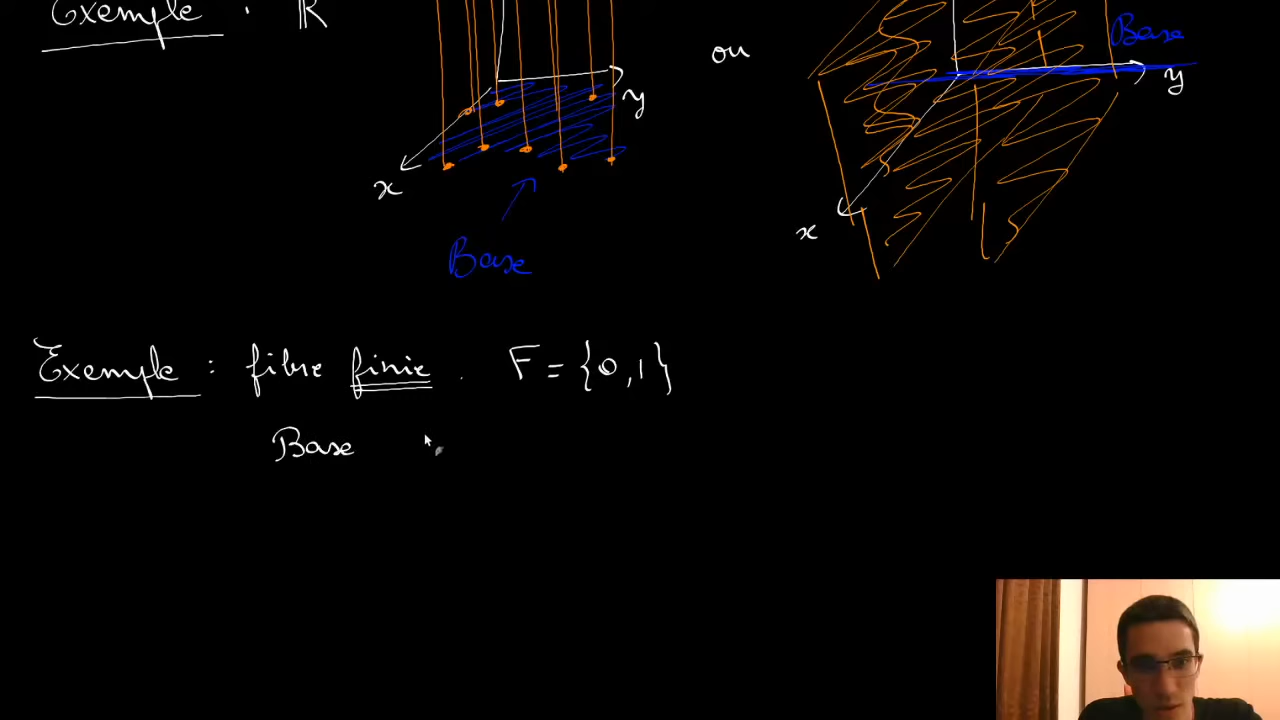 Exemple : ℝ
ou
Base
y
y
x
x
Base
Exemple : fibre finie. F = {0,1}
Base